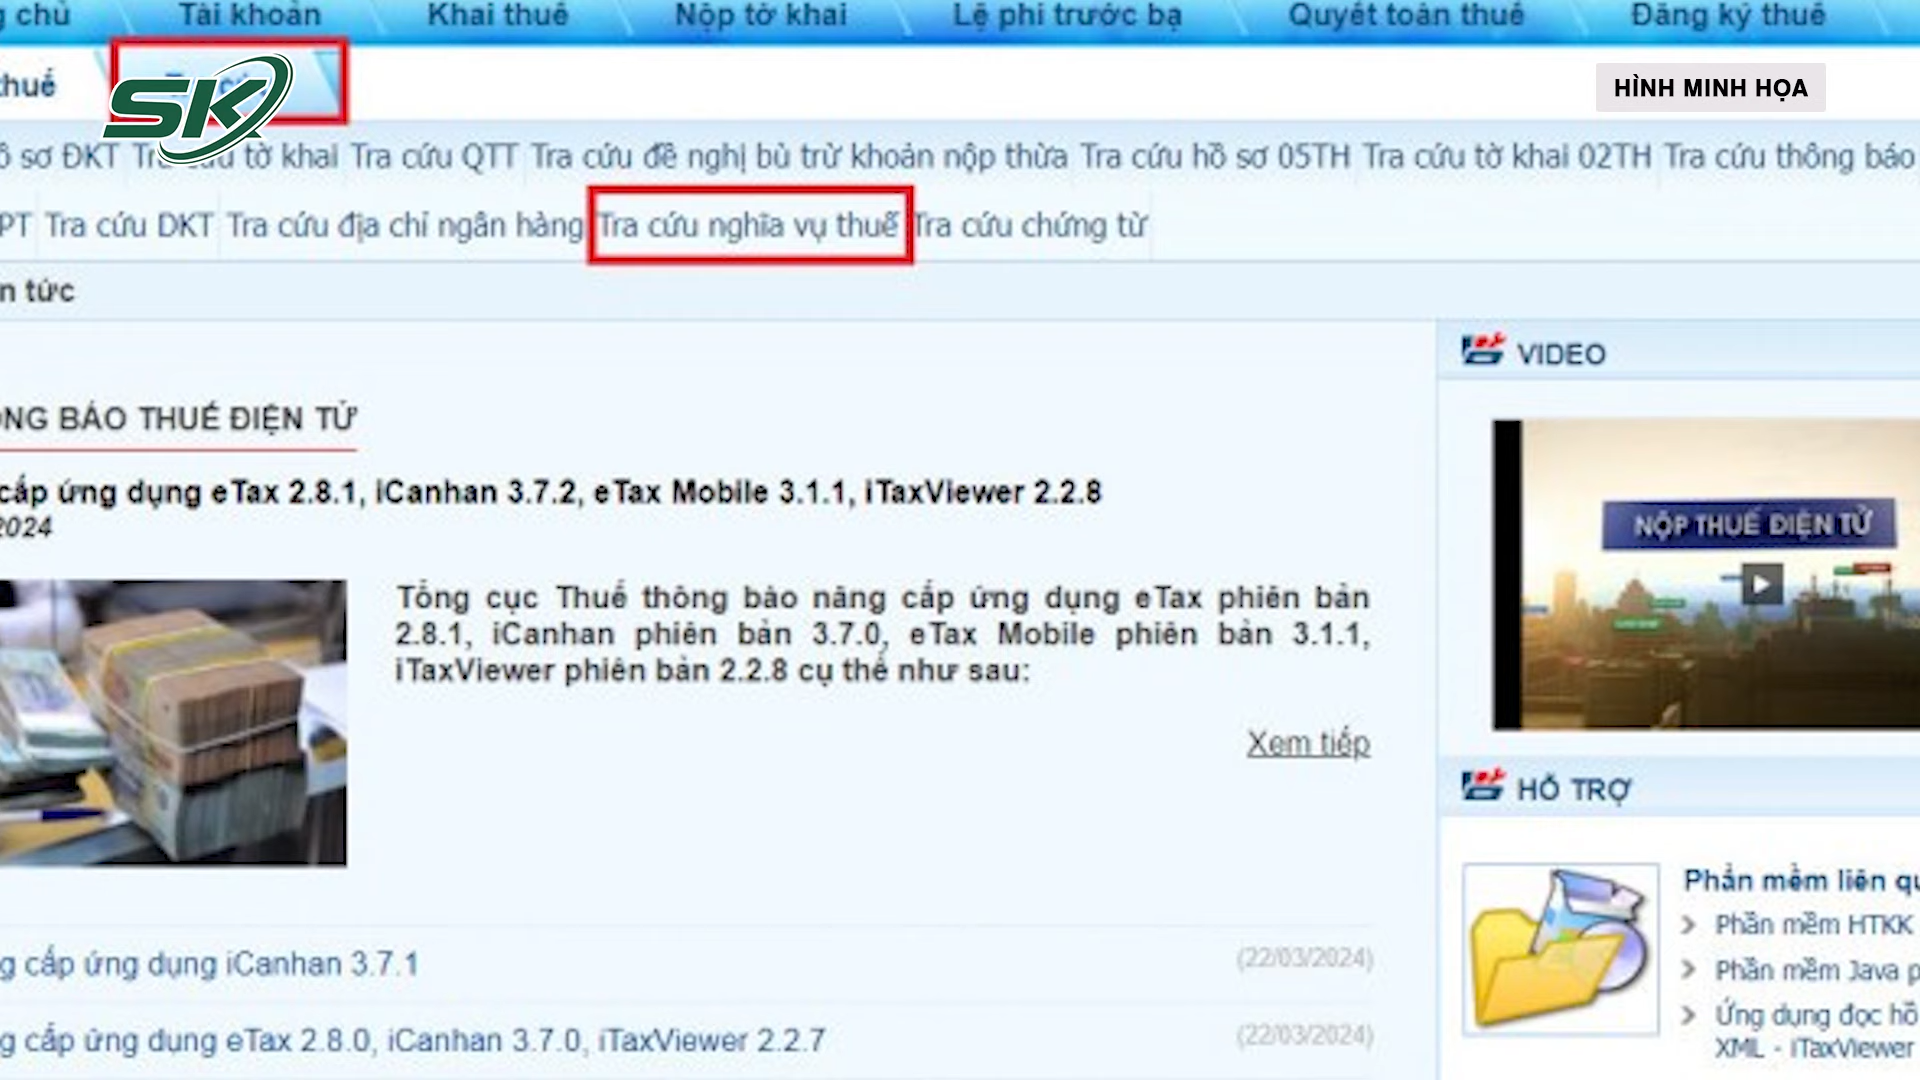 chủ Tài khoản Khai thuế Nộp tờ khai Lệ phí trước bạ Quyết toán thuế Đăng ký thuế
thuế
SK
HÌNH MINH HỌA
sơ ĐKT Tra cứu tờ khai Tra cứu QTT Tra cứu đề nghị bù trừ khoản nộp thừa Tra cứu hồ sơ 05TH Tra cứu tờ khai 02TH Tra cứu thông báo
PT Tra cứu DKT Tra cứu địa chỉ ngân hàng Tra cứu nghĩa vụ thuế Tra cứu chứng từ
n tức
VIDEO
ÔNG BÁO THUẾ ĐIỆN TỬ
cấp ứng dụng eTax 2.8.1, iCanhan 3.7.2, eTax Mobile 3.1.1, iTaxViewer 2.2.8
2024
NỘP THUẾ ĐIỆN TỬ
Tổng cục Thuế thông báo nâng cấp ứng dụng eTax phiên bản
2.8.1, iCanhan phiên bản 3.7.0, eTax Mobile phiên bản 3.1.1,
iTaxViewer phiên bản 2.2.8 cụ thể như sau:
Xem tiếp
HỖ TRỢ
Phần mềm liên qu
Phần mềm HTKK
Phần mềm Java p
Ứng dụng đọc hồ
XML - iTaxViewer
g cấp ứng dụng iCanhan 3.7.1 (22/03/2024)
g cấp ứng dụng eTax 2.8.0, iCanhan 3.7.0, iTaxViewer 2.2.7 (22/03/2024)